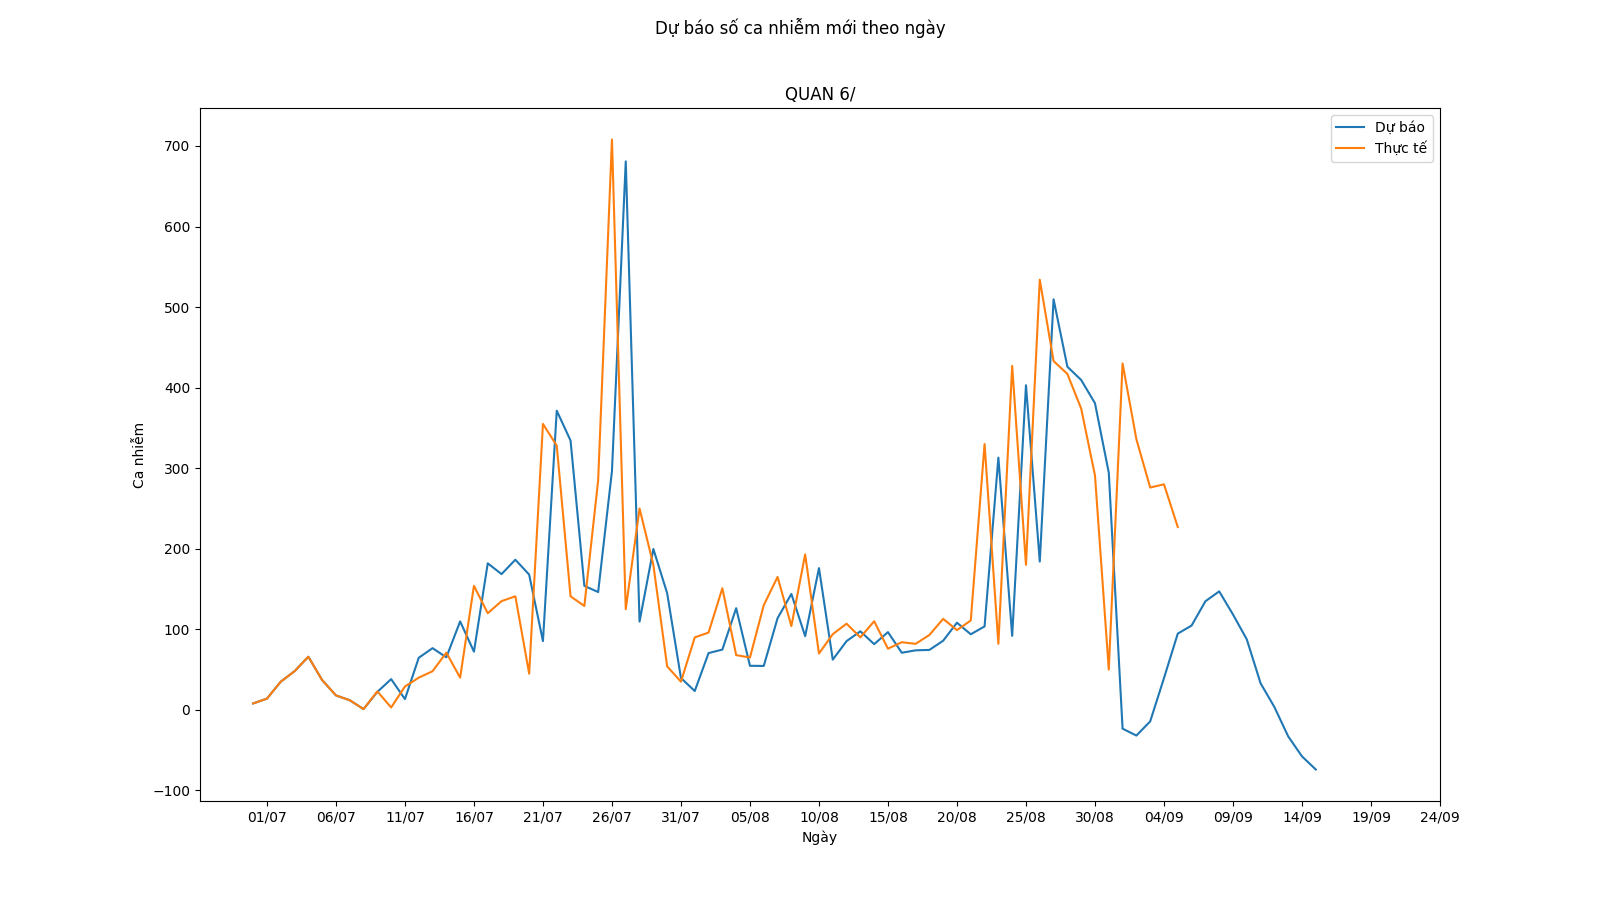 Dự báo số ca nhiễm mới theo ngày
QUAN 6/
Dự báo
Thực tế
700
600
500
400
300
200
100
0
−100
Ca nhiễm
01/07 06/07 11/07 16/07 21/07 26/07 31/07 05/08 10/08 15/08 20/08 25/08 30/08 04/09 09/09 14/09 19/09 24/09
Ngày